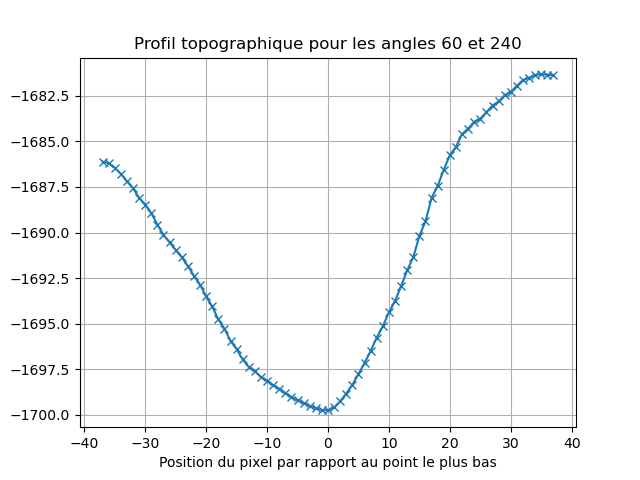 Profil topographique pour les angles 60 et 240
−1682.5
−1685.0
−1687.5
−1690.0
−1692.5
−1695.0
−1697.5
−1700.0
−40 −30 −20 −10 0 10 20 30 40
Position du pixel par rapport au point le plus bas